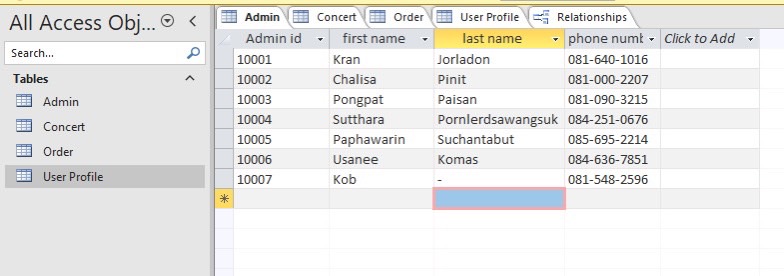 All Access Obj...
Search...
Tables
Admin
Concert
Order
User Profile
Admin Concert Order User Profile Relationships
Admin id first name last name phone numb Click to Add
10001 Kran Jorladon 081-640-1016
10002 Chalisa Pinit 081-000-2207
10003 Pongpat Paisan 081-090-3215
10004 Sutthara Pornlerdsawangsuk 084-251-0676
10005 Paphawarin Suchantabut 085-695-2214
10006 Usanee Komas 084-636-7851
10007 Kob - 081-548-2596